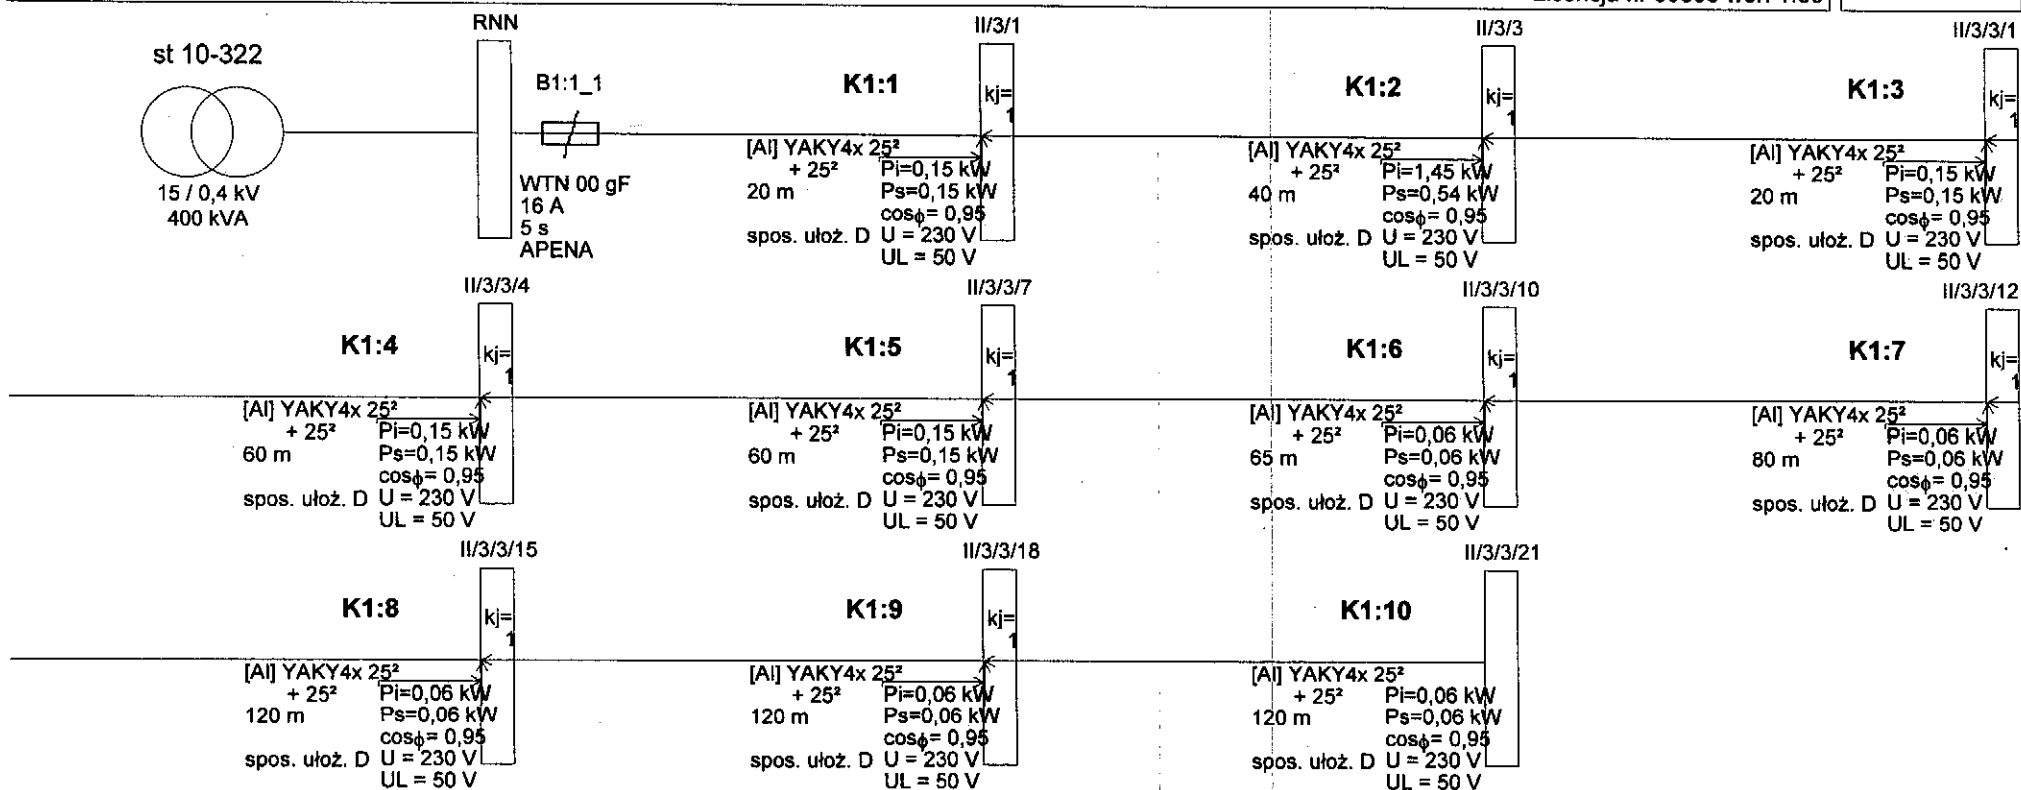 RNN
II/3/1
II/3/3
II/3/3/1
st 10-322
15 / 0,4 kV
400 kVA
B1:1_1
WTN 00 gF
16 A
5 s
APENA
K1:1
kj=
1
[Al] YAKY4x 25²
+ 25²
20 m
spos. ułoż. D
Pi=0,15 kW
Ps=0,15 kW
cosϕ= 0,95
U = 230 V
UL = 50 V
K1:2
kj=
1
[Al] YAKY4x 25²
+ 25²
40 m
spos. ułoż. D
Pi=1,45 kW
Ps=0,54 kW
cosϕ= 0,95
U = 230 V
UL = 50 V
K1:3
kj=
1
[Al] YAKY4x 25²
+ 25²
20 m
spos. ułoż. D
Pi=0,15 kW
Ps=0,15 kW
cosϕ= 0,95
U = 230 V
UL = 50 V
II/3/3/4
II/3/3/7
II/3/3/10
II/3/3/12
K1:4
kj=
1
[Al] YAKY4x 25²
+ 25²
60 m
spos. ułoż. D
Pi=0,15 kW
Ps=0,15 kW
cosϕ= 0,95
U = 230 V
UL = 50 V
K1:5
kj=
1
[Al] YAKY4x 25²
+ 25²
60 m
spos. ułoż. D
Pi=0,15 kW
Ps=0,15 kW
cosϕ= 0,95
U = 230 V
UL = 50 V
K1:6
kj=
1
[Al] YAKY4x 25²
+ 25²
65 m
spos. ułoż. D
Pi=0,06 kW
Ps=0,06 kW
cosϕ= 0,95
U = 230 V
UL = 50 V
K1:7
kj=
1
[Al] YAKY4x 25²
+ 25²
80 m
spos. ułoż. D
Pi=0,06 kW
Ps=0,06 kW
cosϕ= 0,95
U = 230 V
UL = 50 V
II/3/3/15
II/3/3/18
II/3/3/21
K1:8
kj=
1
[Al] YAKY4x 25²
+ 25²
120 m
spos. ułoż. D
Pi=0,06 kW
Ps=0,06 kW
cosϕ= 0,95
U = 230 V
UL = 50 V
K1:9
kj=
1
[Al] YAKY4x 25²
+ 25²
120 m
spos. ułoż. D
Pi=0,06 kW
Ps=0,06 kW
cosϕ= 0,95
U = 230 V
UL = 50 V
K1:10
[Al] YAKY4x 25²
+ 25²
120 m
spos. ułoż. D
Pi=0,06 kW
Ps=0,06 kW
cosϕ= 0,95
U = 230 V
UL = 50 V